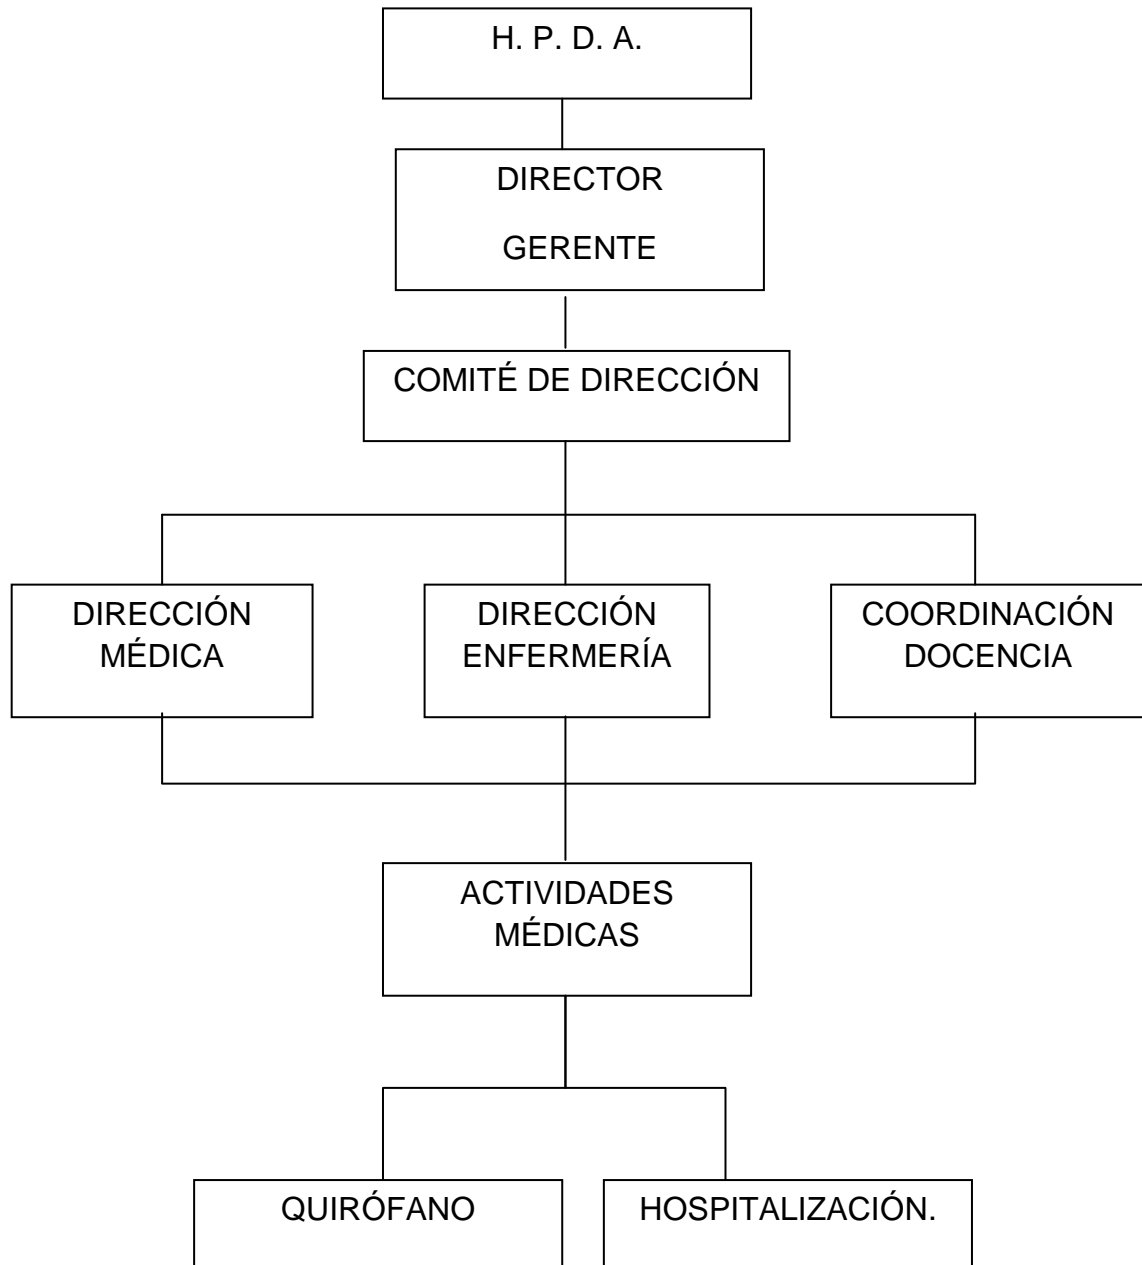 H. P. D. A.
DIRECTOR
GERENTE
COMITÉ DE DIRECCIÓN
DIRECCIÓN
MÉDICA
DIRECCIÓN
ENFERMERÍA
COORDINACIÓN
DOCENCIA
ACTIVIDADES
MÉDICAS
QUIRÓFANO
HOSPITALIZACIÓN.